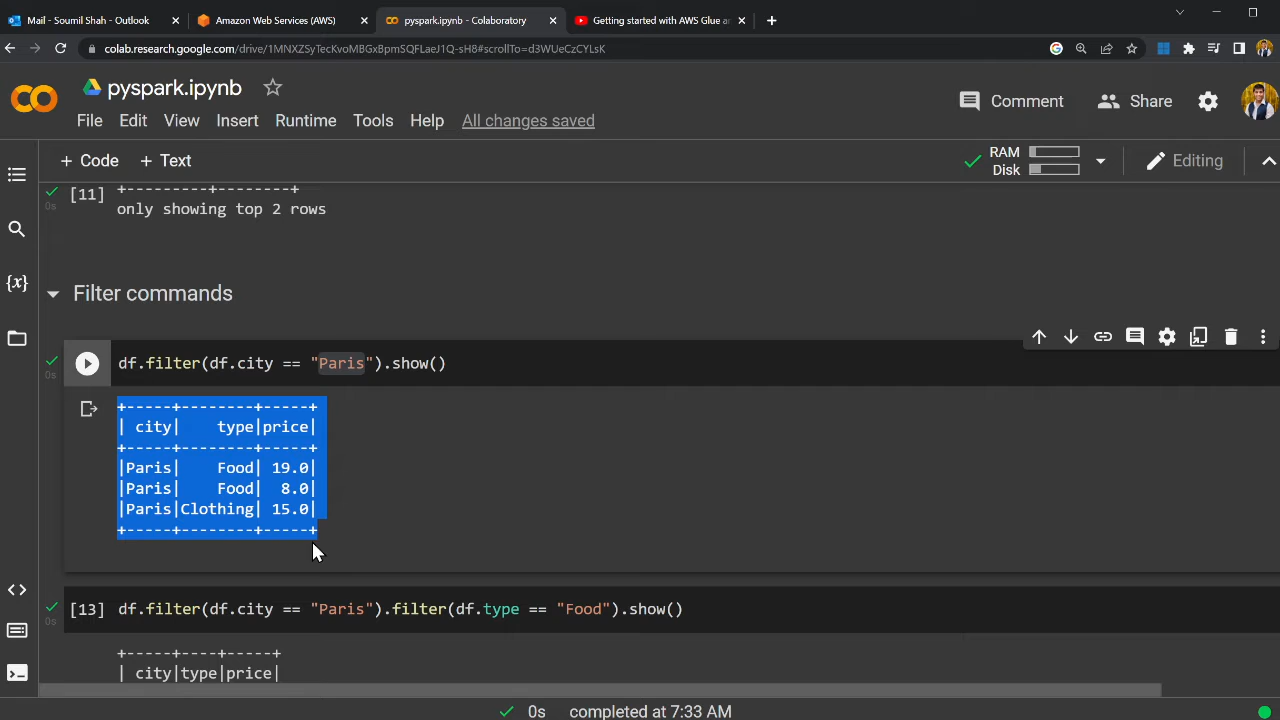 Mail - Soumil Shah - Outlook
Amazon Web Services (AWS)
pyspark.ipynb - Colaboratory
Getting started with AWS Glue ar
colab.research.google.com/drive/1MNXZSyTecKvoMBGxBpmSQFLaeJ1Q-sH8#scrollTo=d3WUeCzCYLsK
pyspark.ipynb
Comment
Share
File Edit View Insert Runtime Tools Help All changes saved
+ Code + Text
RAM
Disk
Editing
[11] +---------+--------+
0s
only showing top 2 rows
Filter commands
df.filter(df.city == "Paris").show()
0s
+-----+--------+-----+
| city| type|price|
+-----+--------+-----+
|Paris| Food| 19.0|
|Paris| Food| 8.0|
|Paris|Clothing| 15.0|
+-----+--------+-----+
[13] df.filter(df.city == "Paris").filter(df.type == "Food").show()
0s
+-----+----+-----+
| city|type|price|
0s completed at 7:33 AM